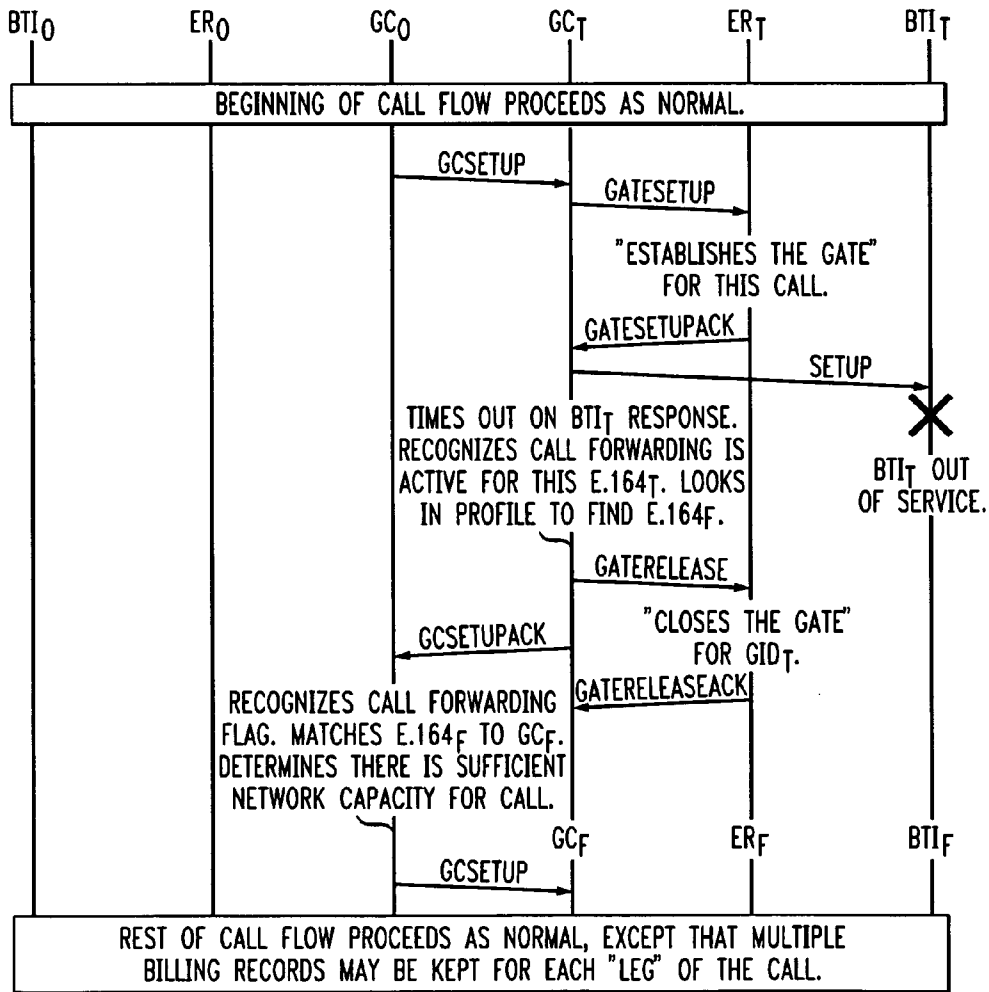 BTIO ERO GCO GCT ERT BTIT
BEGINNING OF CALL FLOW PROCEEDS AS NORMAL.
GCSETUP
GATESETUP
"ESTABLISHES THE GATE"
FOR THIS CALL.
GATESETUPACK
SETUP
TIMES OUT ON BTIT RESPONSE.
RECOGNIZES CALL FORWARDING IS
ACTIVE FOR THIS E.164T. LOOKS
IN PROFILE TO FIND E.164F.
BTIT OUT
OF SERVICE.
GATERELEASE
"CLOSES THE GATE"
FOR GIDT.
GCSETUPACK
GATERELEASEACK
RECOGNIZES CALL FORWARDING
FLAG. MATCHES E.164F TO GCF.
DETERMINES THERE IS SUFFICIENT
NETWORK CAPACITY FOR CALL.
GCF ERF BTIF
GCSETUP
REST OF CALL FLOW PROCEEDS AS NORMAL, EXCEPT THAT MULTIPLE
BILLING RECORDS MAY BE KEPT FOR EACH "LEG" OF THE CALL.